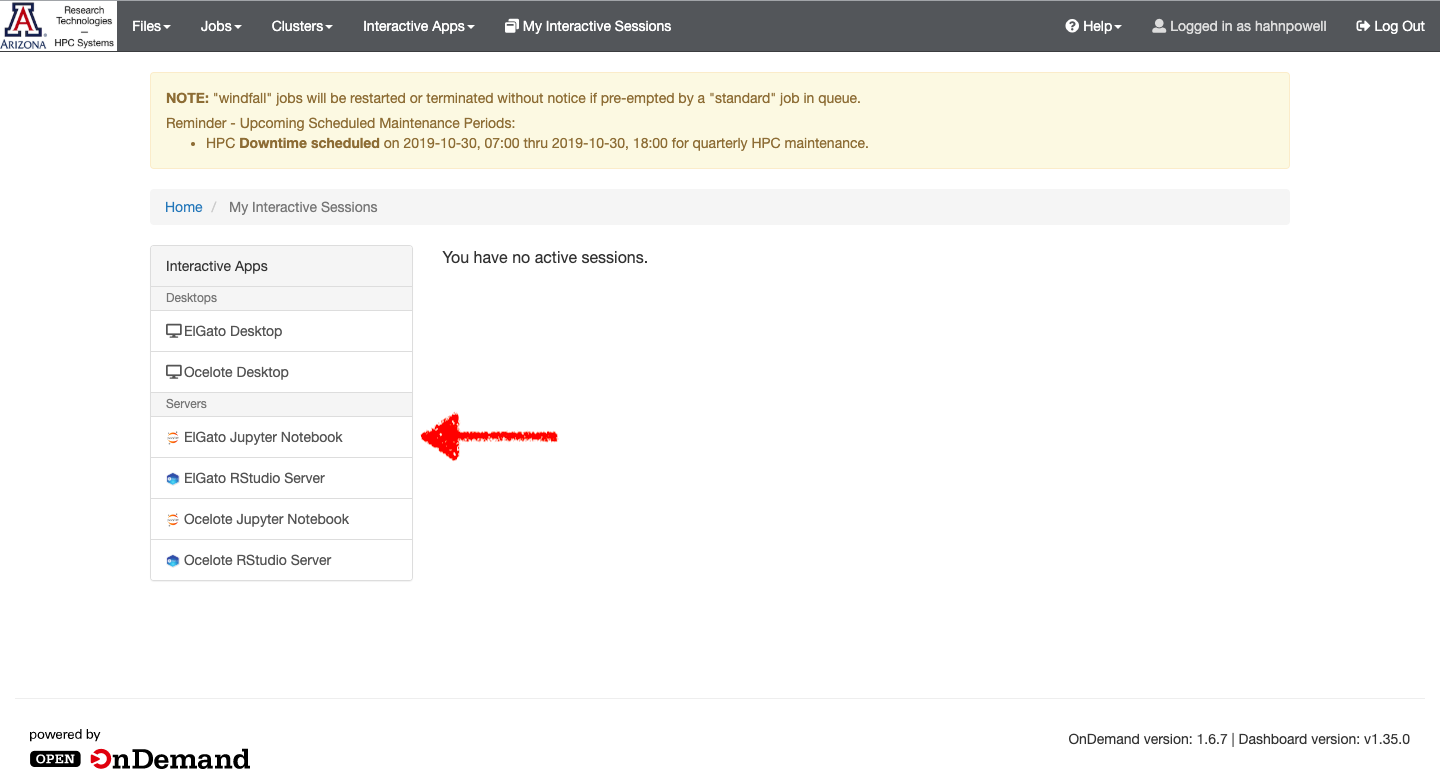 Research
Technologies
—
HPC Systems
ARIZONA
Files
Jobs
Clusters
Interactive Apps
My Interactive Sessions
Help
Logged in as hahnpowell
Log Out
NOTE: "windfall" jobs will be restarted or terminated without notice if pre-empted by a "standard" job in queue.
Reminder - Upcoming Scheduled Maintenance Periods:
• HPC Downtime scheduled on 2019-10-30, 07:00 thru 2019-10-30, 18:00 for quarterly HPC maintenance.
Home / My Interactive Sessions
Interactive Apps
Desktops
ElGato Desktop
Ocelote Desktop
Servers
ElGato Jupyter Notebook
ElGato RStudio Server
Ocelote Jupyter Notebook
Ocelote RStudio Server
You have no active sessions.
powered by
OPEN OnDemand
OnDemand version: 1.6.7 | Dashboard version: v1.35.0